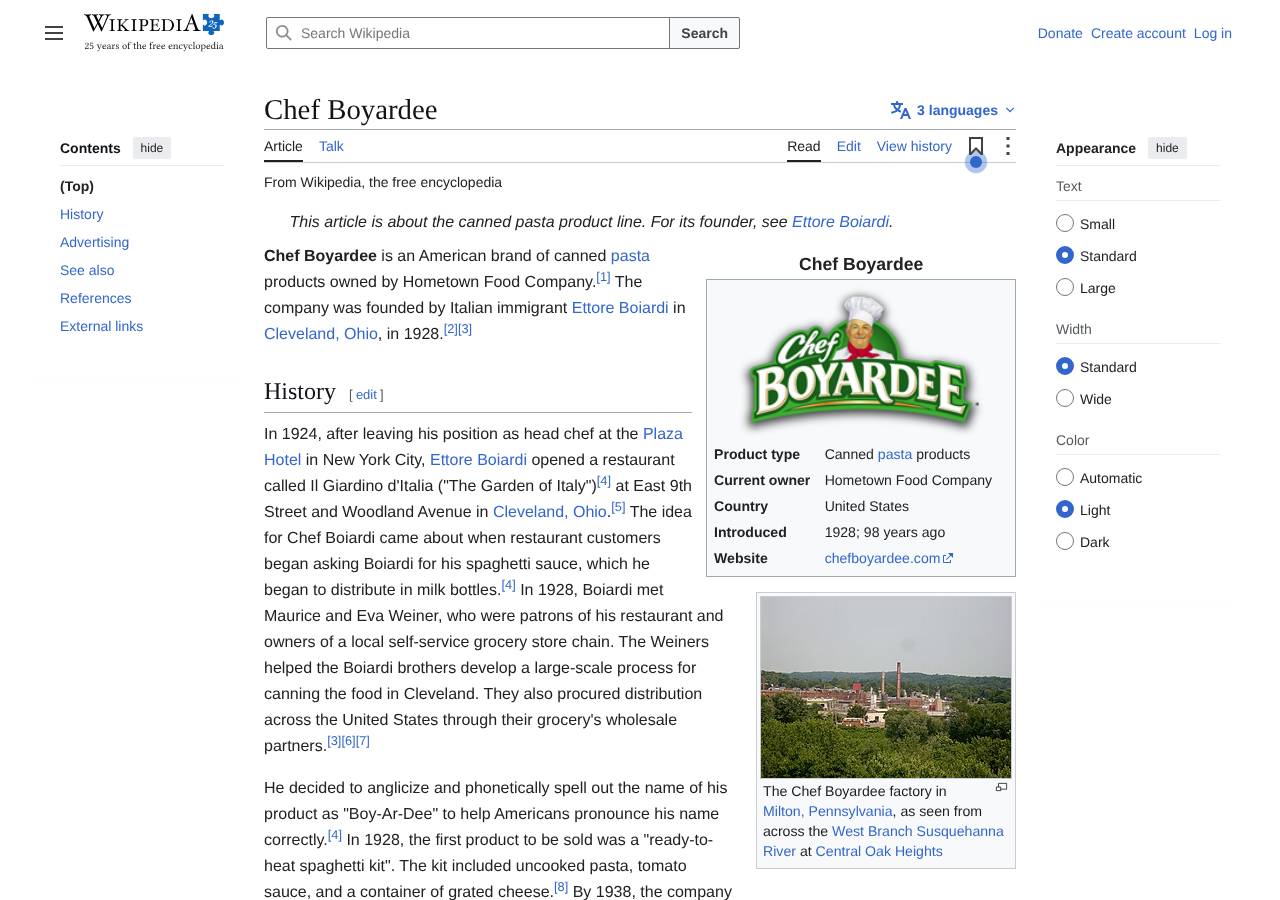 WIKIPEDIA 25
25 years of the free encyclopedia
Search Wikipedia
Search
Donate Create account Log in
Contents hide
(Top)
History
Advertising
See also
References
External links
Chef Boyardee
3 languages
Article Talk
Read Edit View history
From Wikipedia, the free encyclopedia
This article is about the canned pasta product line. For its founder, see Ettore Boiardi.
Chef Boyardee is an American brand of canned pasta
products owned by Hometown Food Company.[1] The
company was founded by Italian immigrant Ettore Boiardi in
Cleveland, Ohio, in 1928.[2][3]
History [ edit ]
In 1924, after leaving his position as head chef at the Plaza
Hotel in New York City, Ettore Boiardi opened a restaurant
called Il Giardino d'Italia ("The Garden of Italy")[4] at East 9th
Street and Woodland Avenue in Cleveland, Ohio.[5] The idea
for Chef Boiardi came about when restaurant customers
began asking Boiardi for his spaghetti sauce, which he
began to distribute in milk bottles.[4] In 1928, Boiardi met
Maurice and Eva Weiner, who were patrons of his restaurant and
owners of a local self-service grocery store chain. The Weiners
helped the Boiardi brothers develop a large-scale process for
canning the food in Cleveland. They also procured distribution
across the United States through their grocery's wholesale
partners.[3][6][7]
He decided to anglicize and phonetically spell out the name of his
product as "Boy-Ar-Dee" to help Americans pronounce his name
correctly.[4] In 1928, the first product to be sold was a "ready-to-
heat spaghetti kit". The kit included uncooked pasta, tomato
sauce, and a container of grated cheese.[8] By 1938, the company
Chef Boyardee
Chef
BOYARDEE
Product type Canned pasta products
Current owner Hometown Food Company
Country United States
Introduced 1928; 98 years ago
Website chefboyardee.com
The Chef Boyardee factory in
Milton, Pennsylvania, as seen from
across the West Branch Susquehanna
River at Central Oak Heights
Appearance hide
Text
Small
Standard
Large
Width
Standard
Wide
Color
Automatic
Light
Dark